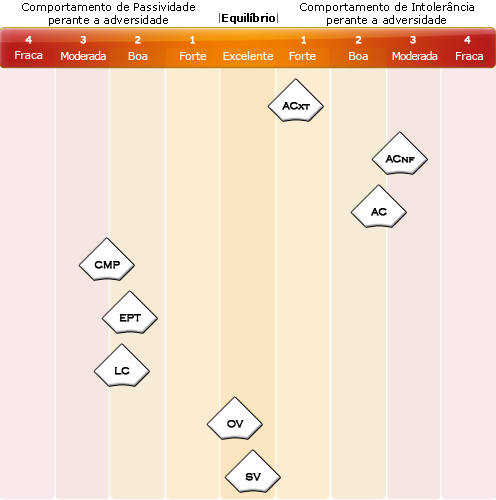 Comportamento de Passividade
perante a adversidade
|Equilíbrio|
Comportamento de Intolerância
perante a adversidade
4 3 2 1 1 2 3 4
Fraca Moderada Boa Forte Excelente Forte Boa Moderada Fraca
ACXT
ACNF
AC
CMP
EPT
LC
OV
SV